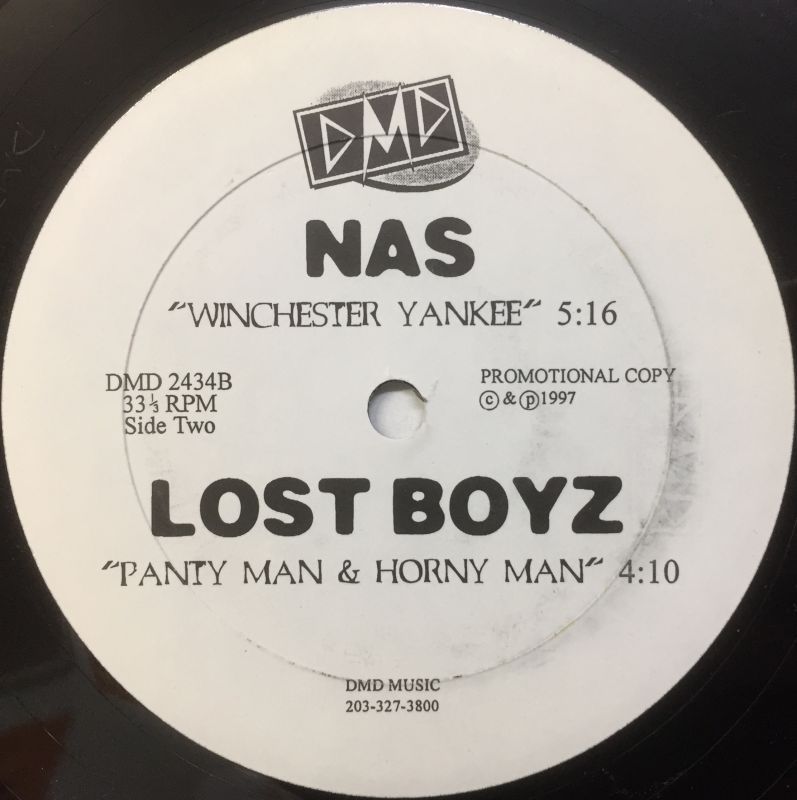 DMD
NAS
"WINCHESTER YANKEE" 5:16
DMD 2434B
33⅓ RPM
Side Two
PROMOTIONAL COPY
©&℗1997
LOST BOYZ
"PANTY MAN & HORNY MAN" 4:10
DMD MUSIC
203-327-3800